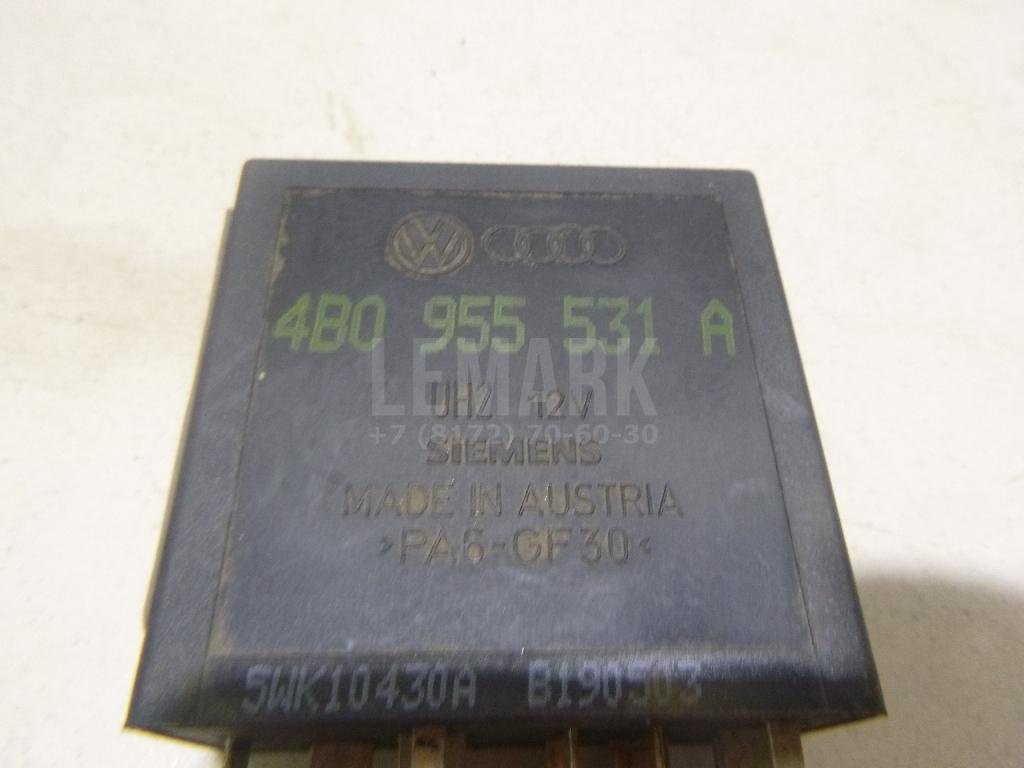 4B0 955 531 A
LEMARK
UH2 12V
+7 (8172) 70-60-30
SIEMENS
MADE IN AUSTRIA
>PA6-GF30<
5WK10430A B190503